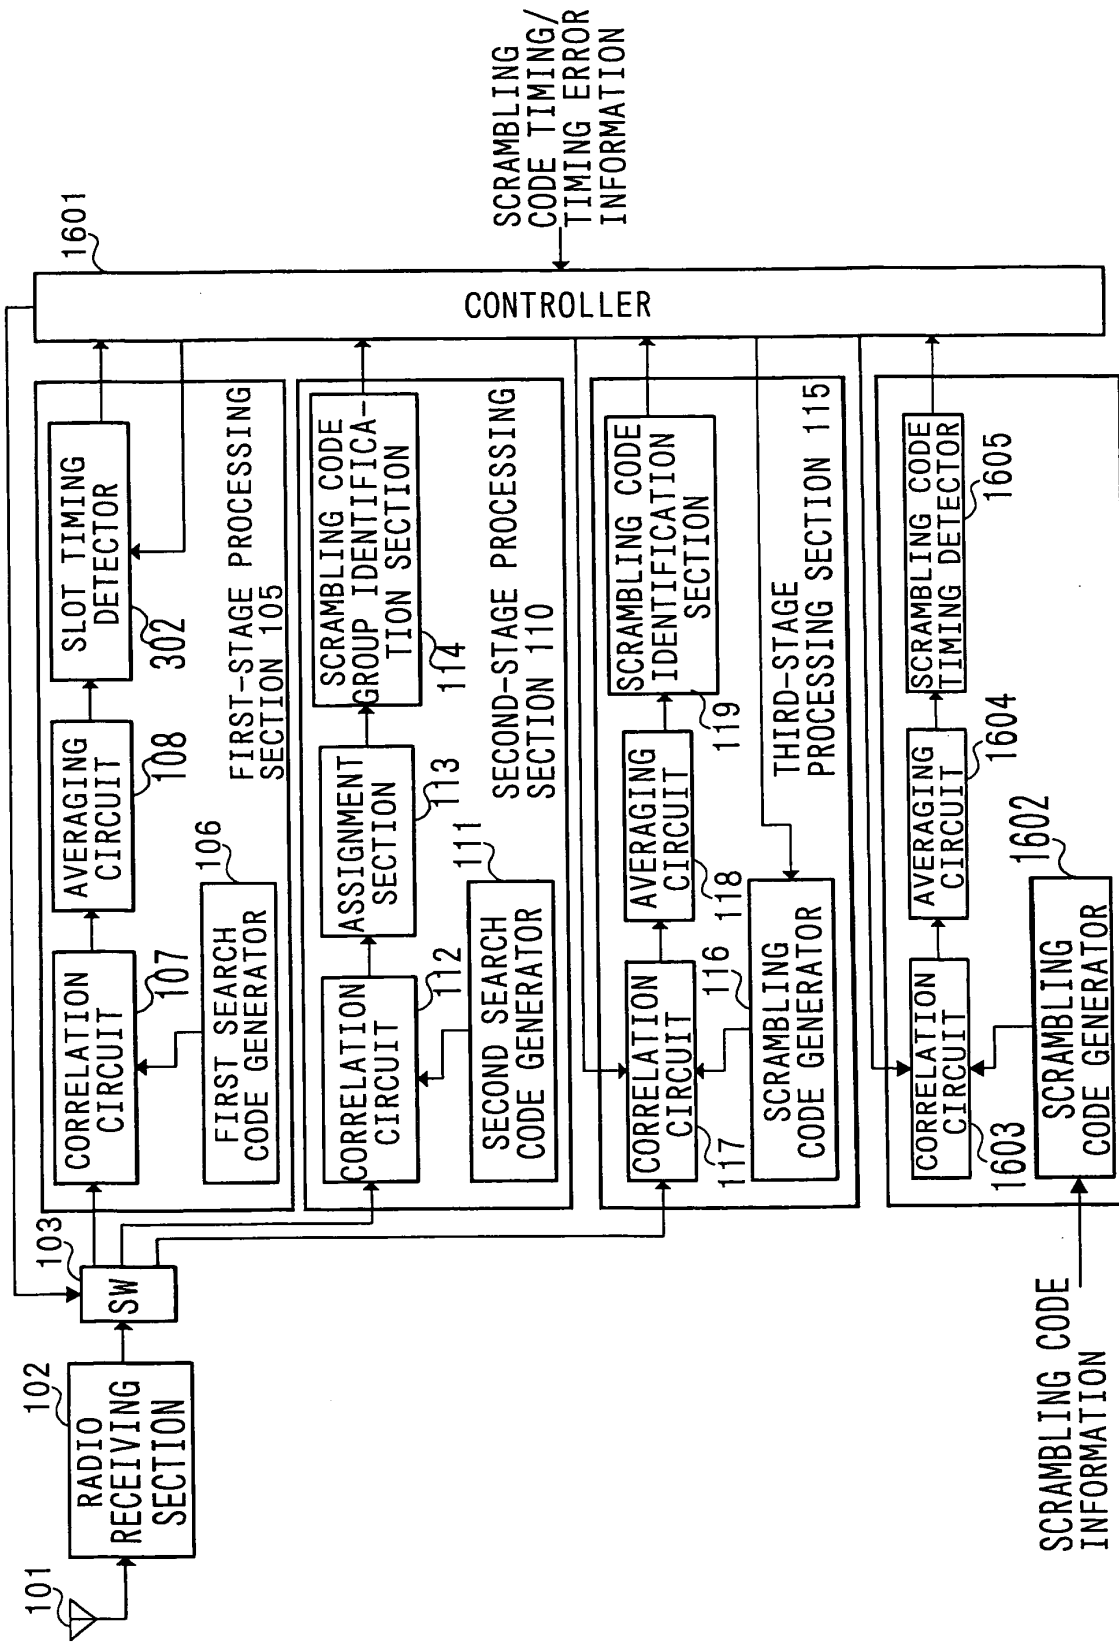 101
102
RADIO
RECEIVING
SECTION
103
SW
107
CORRELATION
CIRCUIT
AVERAGING
CIRCUIT
108
SLOT TIMING
DETECTOR
302
106
FIRST SEARCH
CODE GENERATOR
FIRST-STAGE PROCESSING
SECTION 105
CORRELATION
CIRCUIT
112
ASSIGNMENT
SECTION
113
SCRAMBLING CODE
GROUP IDENTIFICA-
TION SECTION
114
111
SECOND SEARCH
CODE GENERATOR
SECOND-STAGE PROCESSING
SECTION 110
CORRELATION
CIRCUIT
117
AVERAGING
CIRCUIT
118
SCRAMBLING CODE
IDENTIFICATION
SECTION
119
116
SCRAMBLING
CODE GENERATOR
THIRD-STAGE
PROCESSING SECTION 115
CORRELATION
CIRCUIT
1603
AVERAGING
CIRCUIT
1604
SCRAMBLING CODE
TIMING DETECTOR
1605
1602
SCRAMBLING
CODE GENERATOR
SCRAMBLING CODE
INFORMATION
1601
CONTROLLER
SCRAMBLING
CODE TIMING/
TIMING ERROR
INFORMATION